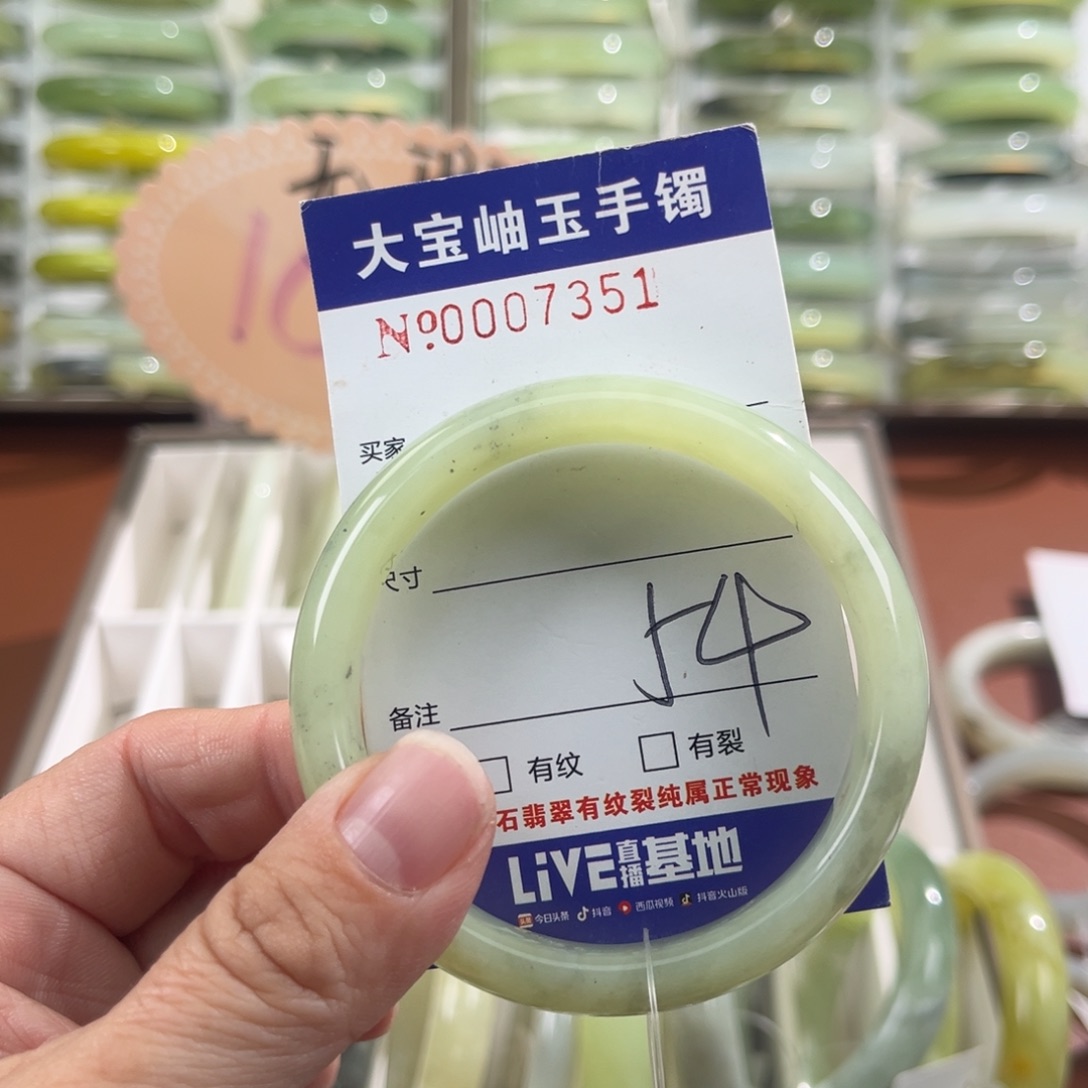 大宝岫玉手镯
№0007351
买家
尺寸
54
备注
有纹 有裂
石翡翠有纹裂纯属正常现象
LiVE直播基地
头条 今日头条 抖音 西瓜视频 抖音火山版